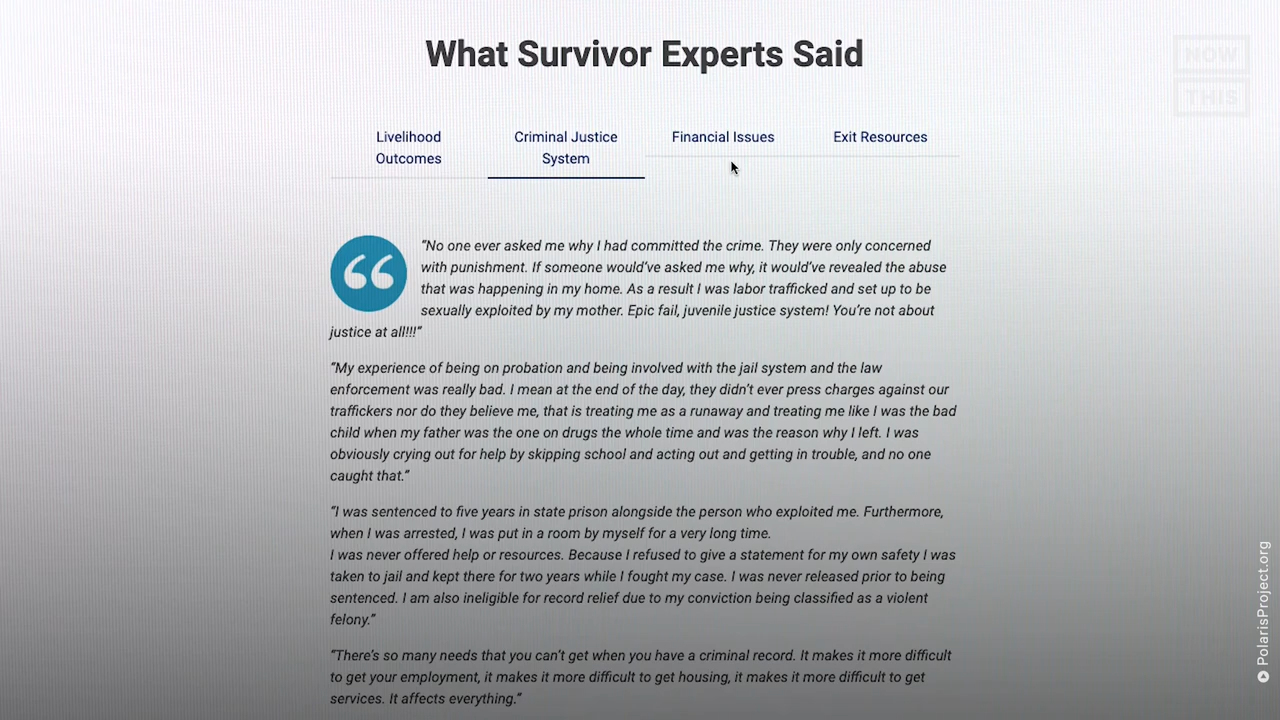 What Survivor Experts Said
NOW
THIS
Livelihood
Outcomes
Criminal Justice
System
Financial Issues
Exit Resources
“No one ever asked me why I had committed the crime. They were only concerned
with punishment. If someone would’ve asked me why, it would’ve revealed the abuse
that was happening in my home. As a result I was labor trafficked and set up to be
sexually exploited by my mother. Epic fail, juvenile justice system! You’re not about
justice at all!!!”
“My experience of being on probation and being involved with the jail system and the law
enforcement was really bad. I mean at the end of the day, they didn’t ever press charges against our
traffickers nor do they believe me, that is treating me as a runaway and treating me like I was the bad
child when my father was the one on drugs the whole time and was the reason why I left. I was
obviously crying out for help by skipping school and acting out and getting in trouble, and no one
caught that.”
“I was sentenced to five years in state prison alongside the person who exploited me. Furthermore,
when I was arrested, I was put in a room by myself for a very long time.
I was never offered help or resources. Because I refused to give a statement for my own safety I was
taken to jail and kept there for two years while I fought my case. I was never released prior to being
sentenced. I am also ineligible for record relief due to my conviction being classified as a violent
felony.”
“There’s so many needs that you can’t get when you have a criminal record. It makes it more difficult
to get your employment, it makes it more difficult to get housing, it makes it more difficult to get
services. It affects everything.”
PolarisProject.org